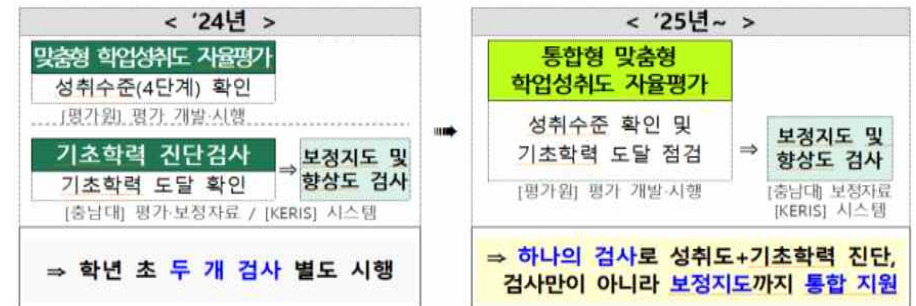 < '24년 >
맞춤형 학업성취도 자율평가
성취수준(4단계) 확인
[평가원] 평가 개발·시행
기초학력 진단검사
기초학력 도달 확인
⇒ 보정지도 및
향상도 검사
[충남대] 평가·보정자료 / [KERIS] 시스템
⇒ 학년 초 두 개 검사 별도 시행
➠
< '25년~ >
통합형 맞춤형
학업성취도 자율평가
성취수준 확인 및
기초학력 도달 점검
[평가원] 평가 개발·시행
⇒ 보정지도 및
향상도 검사
[충남대] 보정자료
[KERIS] 시스템
⇒ 하나의 검사로 성취도+기초학력 진단,
검사만이 아니라 보정지도까지 통합 지원